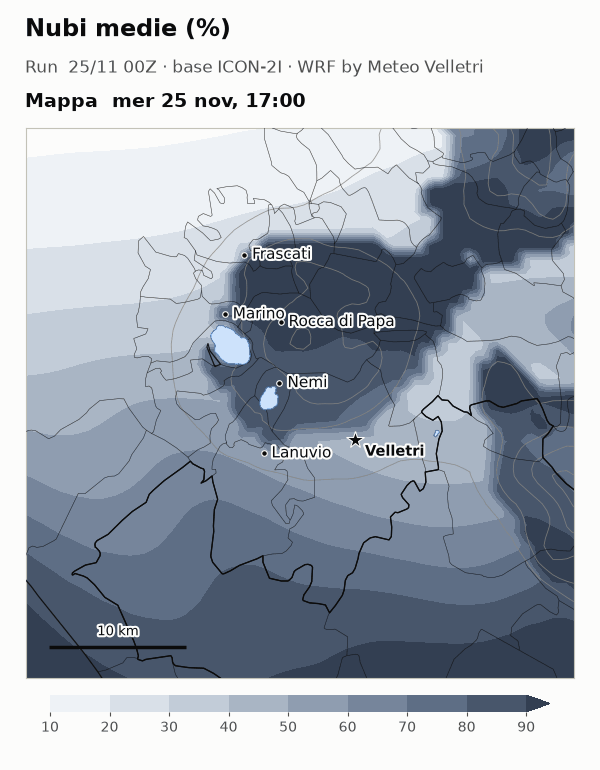 Nubi medie (%)
Run  25/11 00Z · base ICON-2I · WRF by Meteo Velletri
Mappa  mer 25 nov, 17:00
Frascati
Marino
Rocca di Papa
Nemi
Velletri
Lanuvio
10 km
10 20 30 40 50 60 70 80 90